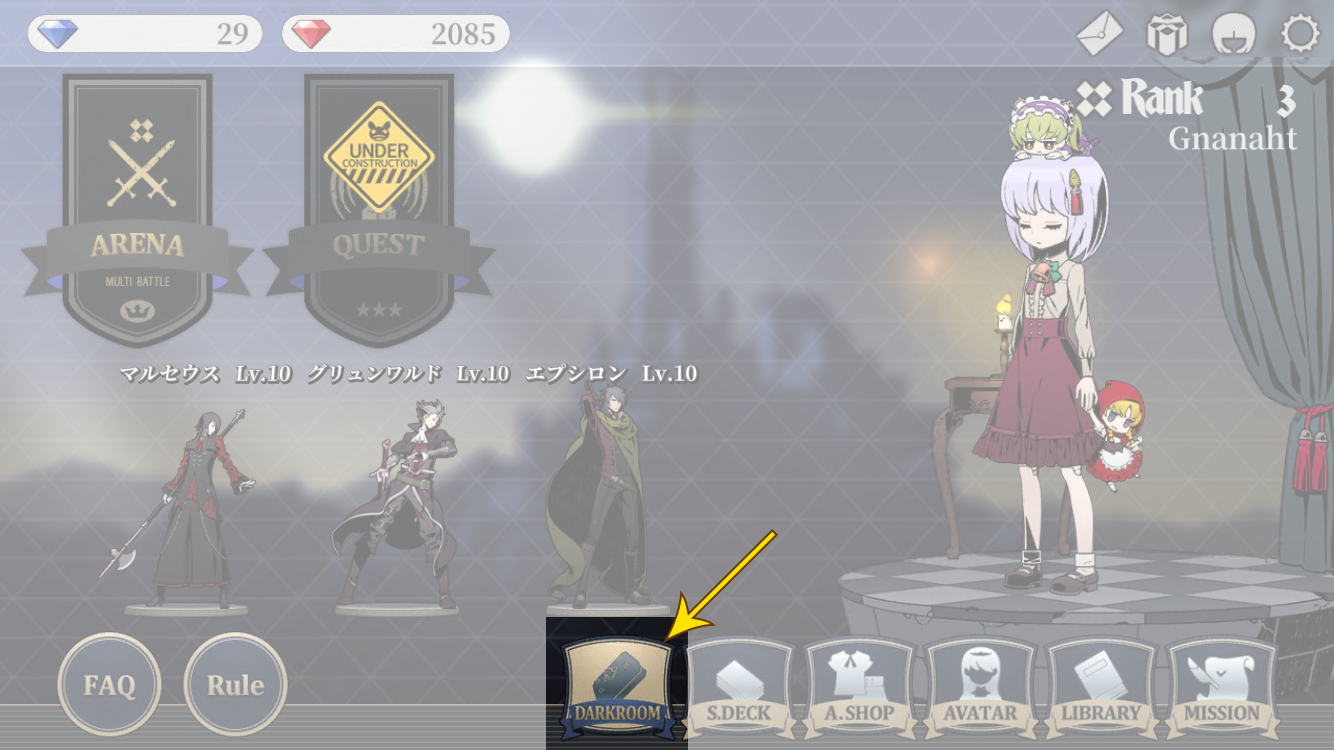 29
2085
Rank 3
Gnanaht
UNDER
CONSTRUCTION
ARENA
QUEST
MULTI BATTLE
マルセウス Lv.10 グリュンワルド Lv.10 エプシロン Lv.10
FAQ
Rule
DARKROOM
S.DECK
A.SHOP
AVATAR
LIBRARY
MISSION